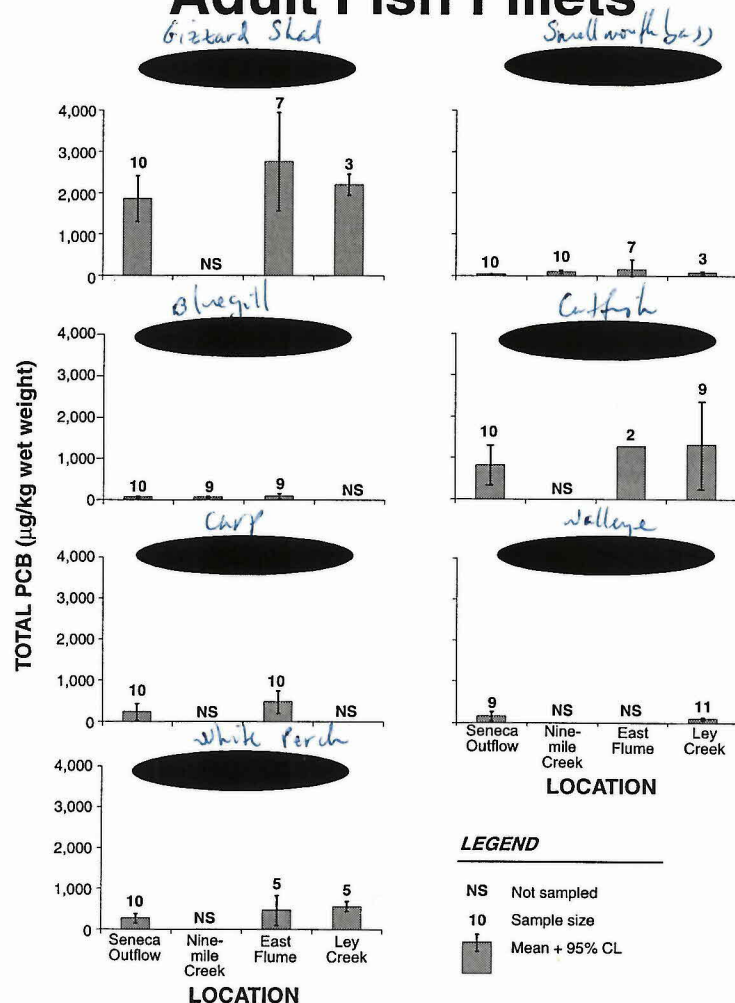 Adult Fish Fillets
Gizzard Shad
4,000
3,000
2,000
1,000
0
10
NS
7
3
Smallmouth bass
10
10
7
3
Bluegill
4,000
3,000
2,000
1,000
0
10
9
9
NS
Catfish
10
NS
2
9
Carp
4,000
3,000
2,000
1,000
0
10
NS
10
NS
Walleye
9
NS
NS
11
Seneca Outflow
Nine-mile Creek
East Flume
Ley Creek
LOCATION
White Perch
4,000
3,000
2,000
1,000
0
10
NS
5
5
Seneca Outflow
Nine-mile Creek
East Flume
Ley Creek
LOCATION
TOTAL PCB (µg/kg wet weight)
LEGEND
NS Not sampled
10 Sample size
Mean + 95% CL